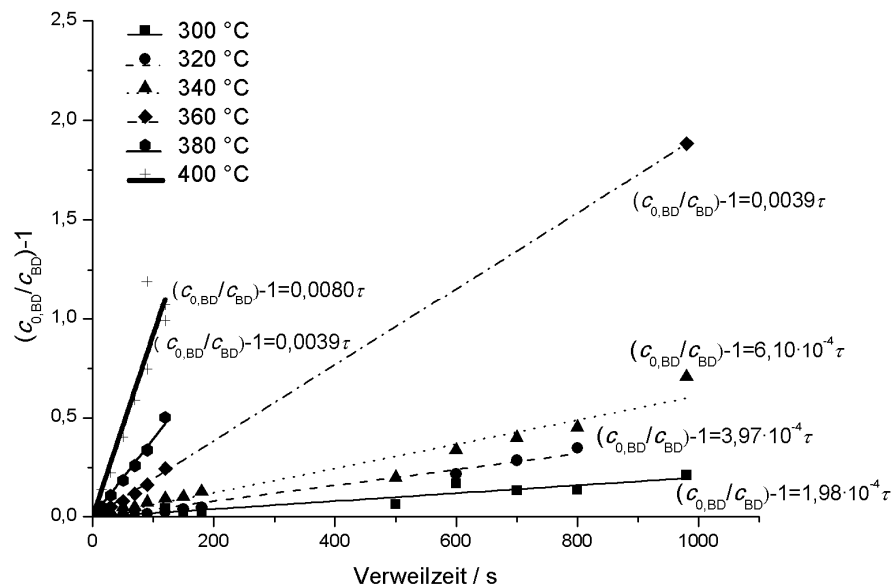 2,5
2,0
1,5
1,0
0,5
0,0
0
200
400
600
800
1000
(c0,BD/cBD)-1
Verweilzeit / s
300 °C
320 °C
340 °C
360 °C
380 °C
400 °C
(c0,BD/cBD)-1=0,0039τ
(c0,BD/cBD)-1=0,0080τ
( c0,BD/cBD)-1=0,0039τ
(c0,BD/cBD)-1=6,10·10-4τ
(c0,BD/cBD)-1=3,97·10-4τ
(c0,BD/cBD)-1=1,98·10-4τ